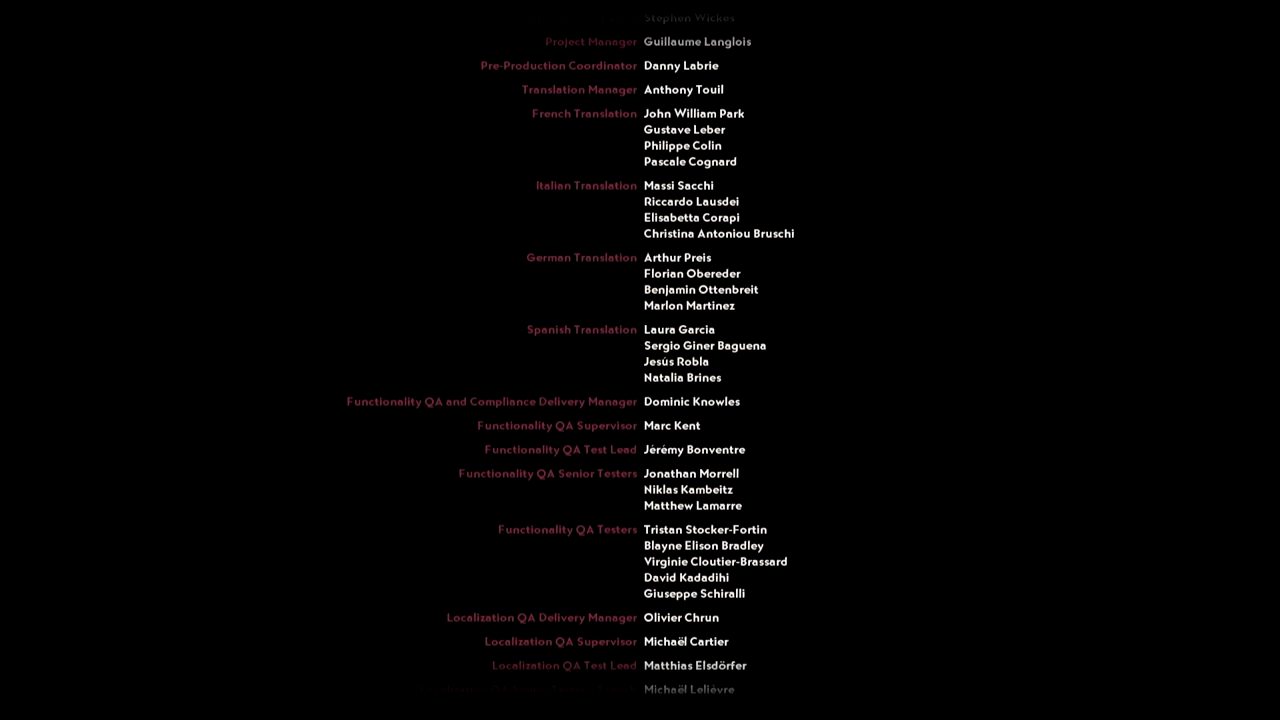 Stephen Wickes
Project Manager Guillaume Langlois
Pre-Production Coordinator Danny Labrie
Translation Manager Anthony Touil
French Translation John William Park
Gustave Leber
Philippe Colin
Pascale Cognard
Italian Translation Massi Sacchi
Riccardo Lausdei
Elisabetta Corapi
Christina Antoniou Bruschi
German Translation Arthur Preis
Florian Obereder
Benjamin Ottenbreit
Marlon Martinez
Spanish Translation Laura Garcia
Sergio Giner Baguena
Jesús Robla
Natalia Brines
Functionality QA and Compliance Delivery Manager Dominic Knowles
Functionality QA Supervisor Marc Kent
Functionality QA Test Lead Jérémy Bonventre
Functionality QA Senior Testers Jonathan Morrell
Niklas Kambeitz
Matthew Lamarre
Functionality QA Testers Tristan Stocker-Fortin
Blayne Elison Bradley
Virginie Cloutier-Brassard
David Kadadihi
Giuseppe Schiralli
Localization QA Delivery Manager Olivier Chrun
Localization QA Supervisor Michaël Cartier
Localization QA Test Lead Matthias Elsdörfer
Michaël Lelièvre